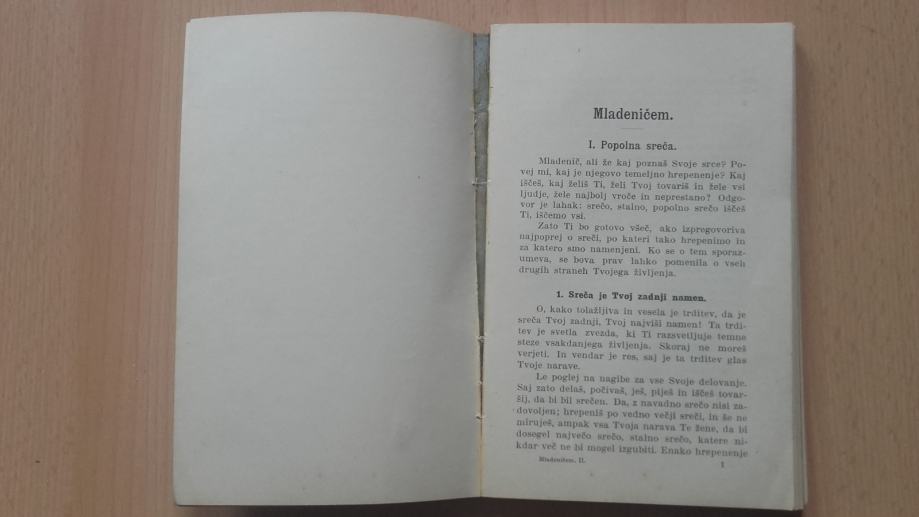 Mladeničem.
I. Popolna sreča.
Mladenič, ali že kaj poznaš Svoje srce? Po-
vej mi, kaj je njegovo temeljno hrepenenje? Kaj
iščeš, kaj želiš Ti, želi Tvoj tovariš in žele vsi
ljudje, žele najbolj vroče in neprestano? Odgo-
vor je lahak: srečo, stalno, popolno srečo iščeš
Ti, iščemo vsi.
Zato Ti bo gotovo všeč, ako izpregovoriva
najpoprej o sreči, po kateri tako hrepenimo in
za katero smo namenjeni. Ko se o tem sporaz-
umeva, se bova prav lahko pomenila o vseh
drugih straneh Tvojega življenja.
1. Sreča je Tvoj zadnji namen.
O, kako tolažljiva in vesela je trditev, da je
sreča Tvoj zadnji, Tvoj najviši namen! Ta trdi-
tev je svetla zvezda, ki Ti razsvetljuje temne
steze vsakdanjega življenja. Skoraj ne moreš
verjeti. In vendar je res, saj je ta trditev glas
Tvoje narave.
Le poglej na nagibe za vse Svoje delovanje.
Saj zato delaš, počivaš, ješ, piješ in iščeš tovar-
šij, da bi bil srečen. Da, z navadno srečo nisi za-
dovoljen; hrepeniš po vedno večji sreči, in še ne
miruješ, ampak vsa Tvoja narava Te žene, da bi
dosegel največo srečo, stalno srečo, katere ni-
kdar več ne bi mogel izgubiti. Enako hrepenenje
Mladeničem. II.
1